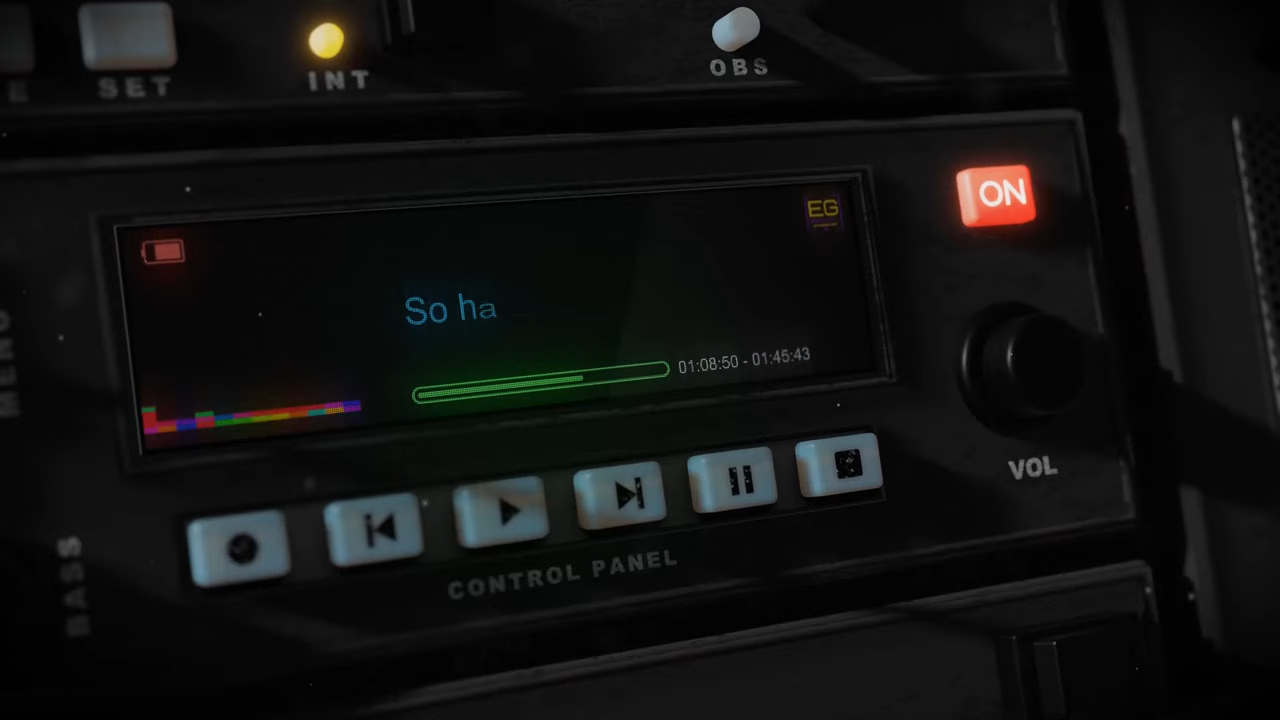 E
SET
INT
OBS
EG
ON
So ha
01:08:50 - 01:45:43
MENU
VOL
BASS
CONTROL PANEL